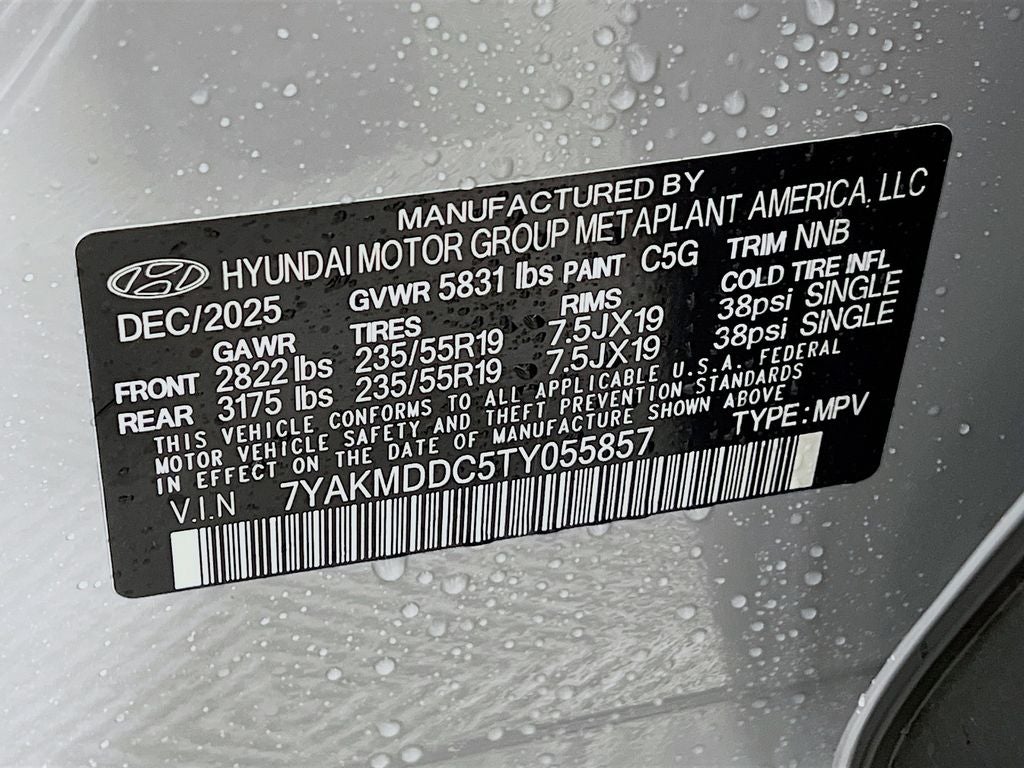 MANUFACTURED BY
HYUNDAI MOTOR GROUP METAPLANT AMERICA, LLC
DEC/2025 GVWR 5831 lbs PAINT C5G TRIM NNB
GAWR TIRES RIMS COLD TIRE INFL
FRONT 2822 lbs 235/55R19 7.5JX19 38psi SINGLE
REAR 3175 lbs 235/55R19 7.5JX19 38psi SINGLE
THIS VEHICLE CONFORMS TO ALL APPLICABLE U.S.A. FEDERAL
MOTOR VEHICLE SAFETY AND THEFT PREVENTION STANDARDS
IN EFFECT ON THE DATE OF MANUFACTURE SHOWN ABOVE
V.I.N 7YAKMDDC5TY055857 TYPE: MPV